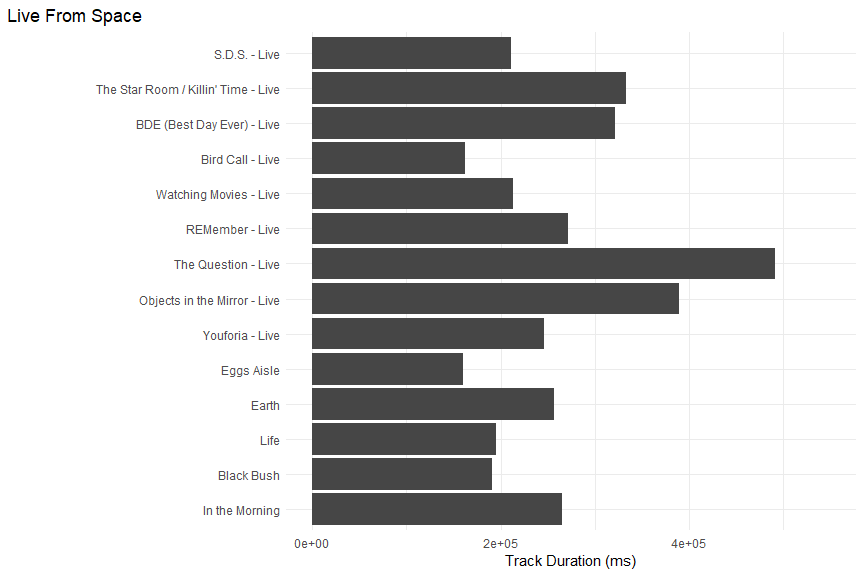 Live From Space
S.D.S. - Live
The Star Room / Killin' Time - Live
BDE (Best Day Ever) - Live
Bird Call - Live
Watching Movies - Live
REMember - Live
The Question - Live
Objects in the Mirror - Live
Youforia - Live
Eggs Aisle
Earth
Life
Black Bush
In the Morning
0e+00 2e+05 4e+05
Track Duration (ms)